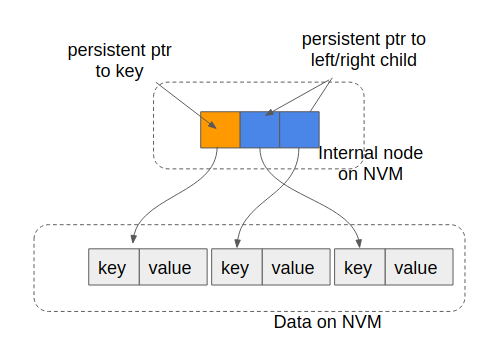 persistent ptr
to key
persistent ptr to
left/right child
Internal node
on NVM
key value key value key value
Data on NVM